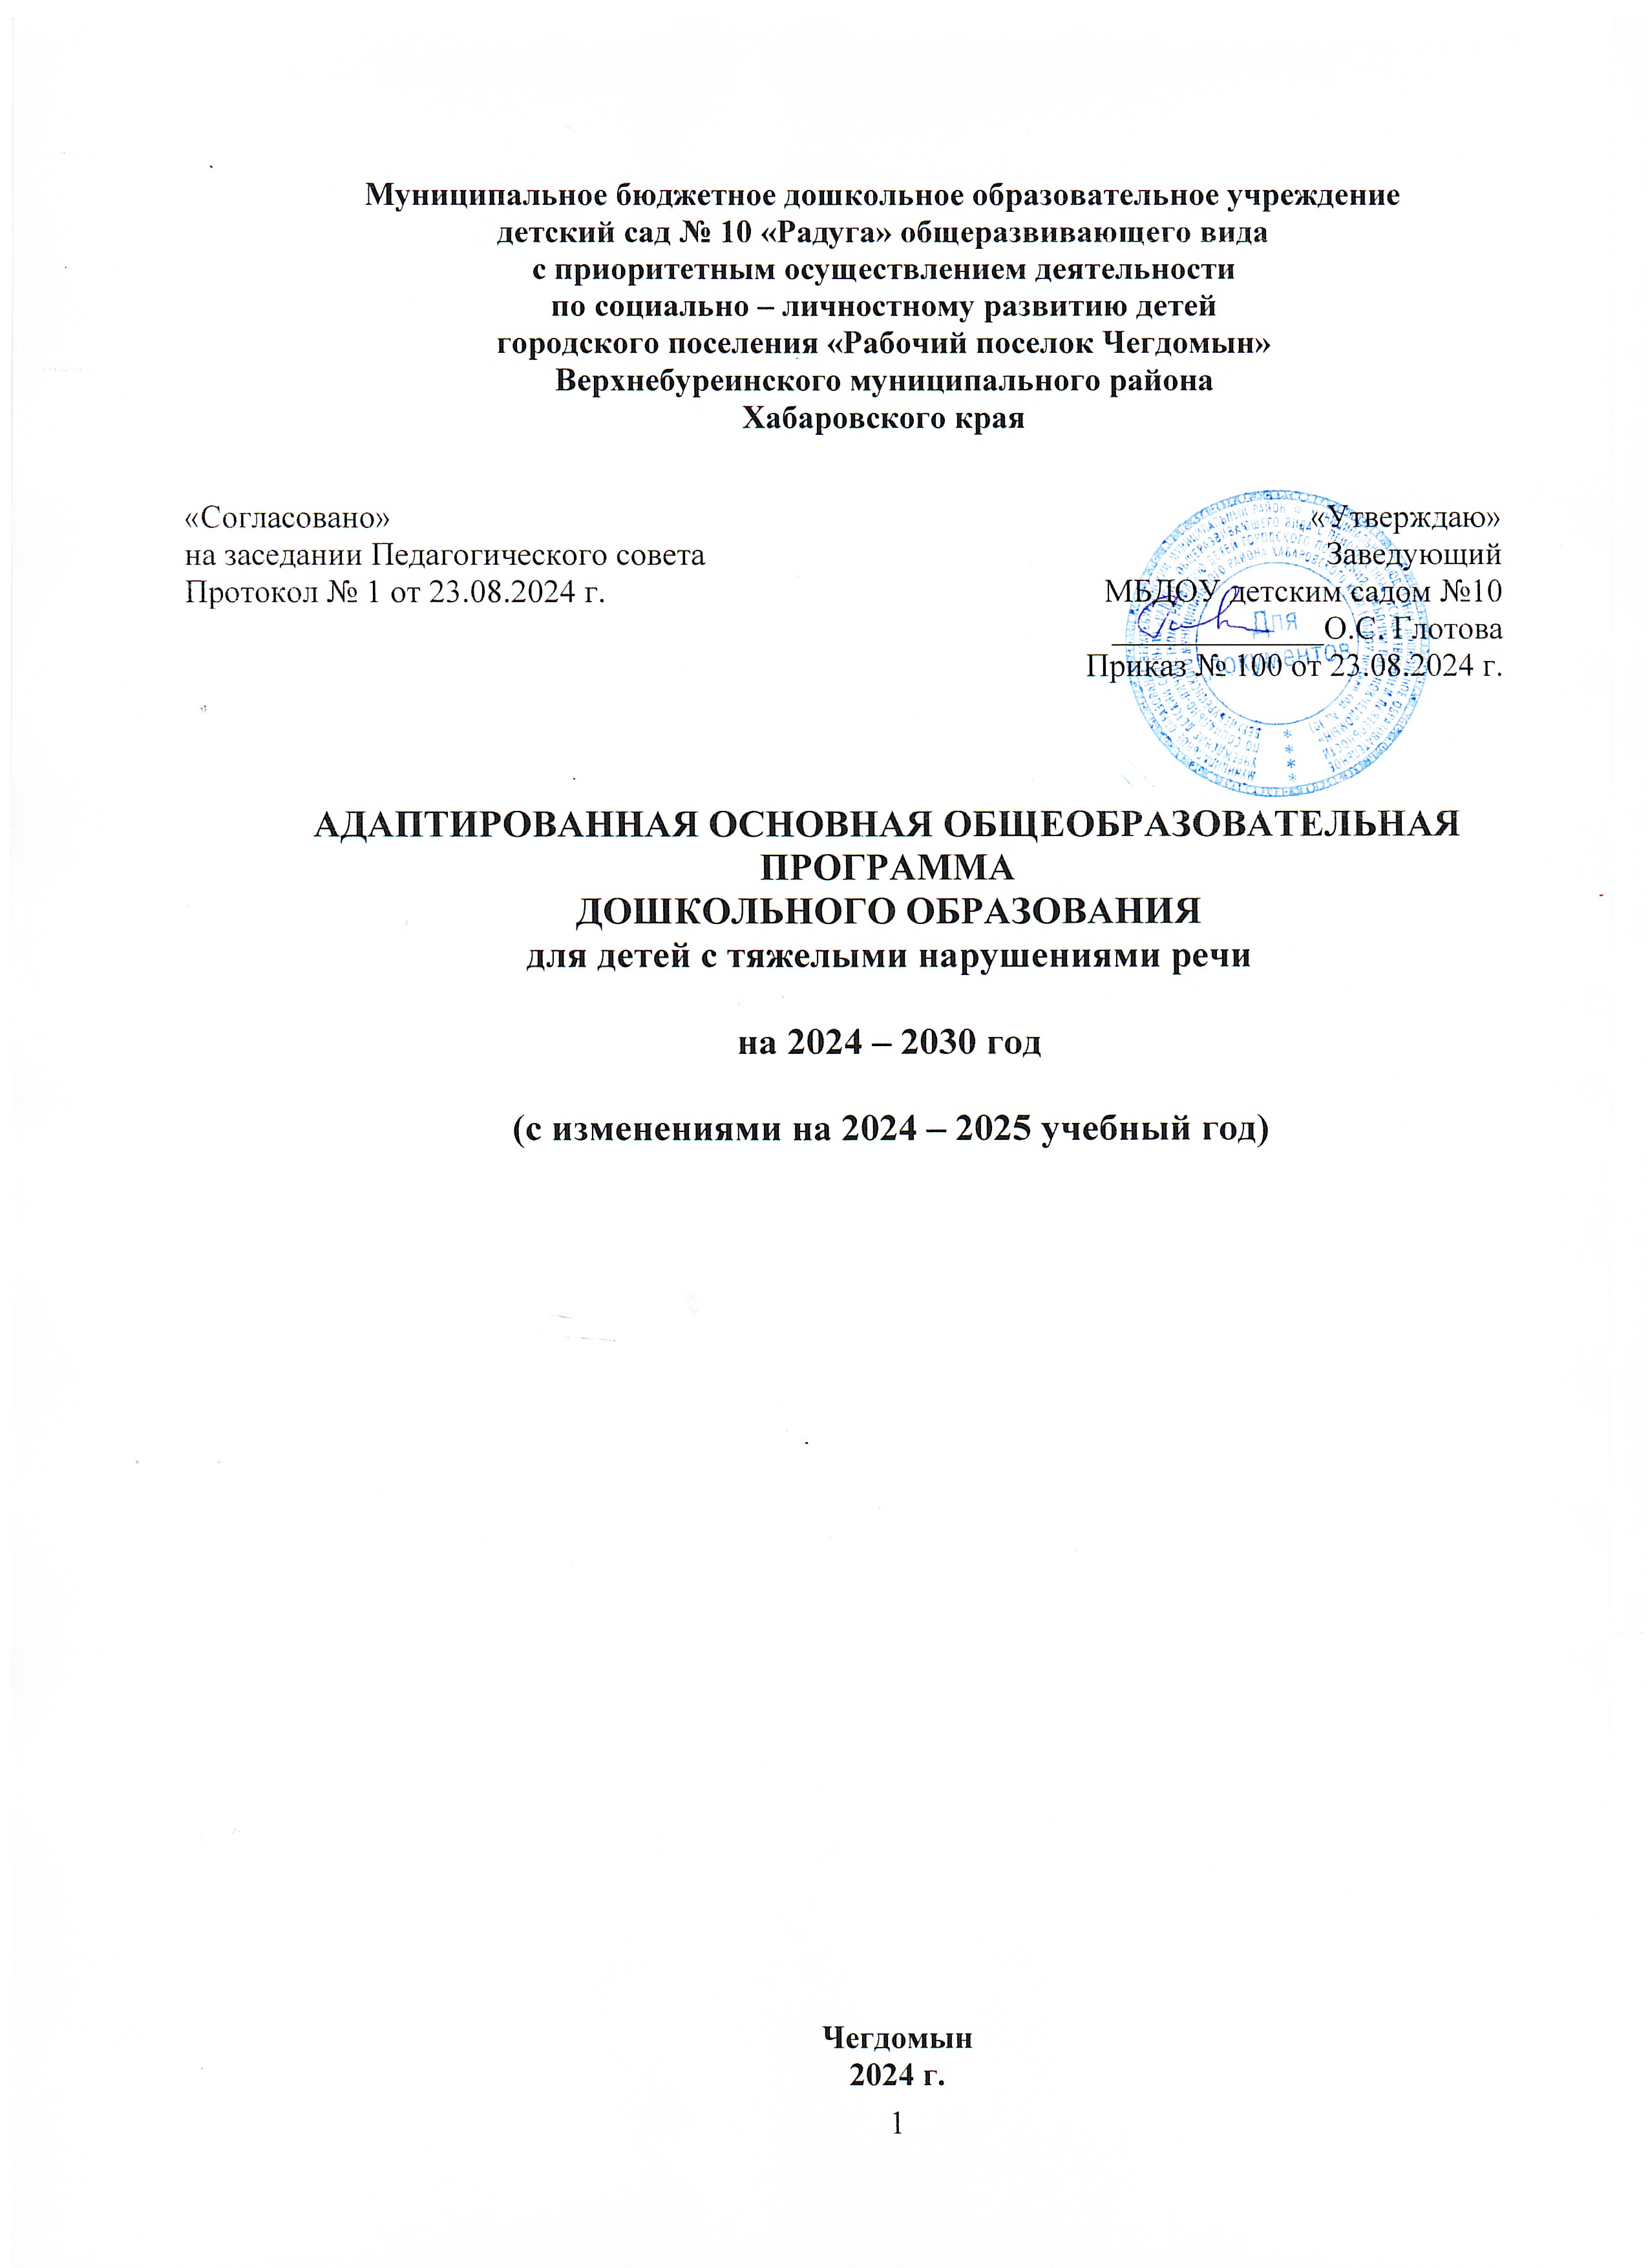 Муниципальное бюджетное дошкольное образовательное учреждение
детский сад № 10 «Радуга» общеразвивающего вида
с приоритетным осуществлением деятельности
по социально – личностному развитию детей
городского поселения «Рабочий поселок Чегдомын»
Верхнебуреинского муниципального района
Хабаровского края
«Согласовано»
на заседании Педагогического совета
Протокол № 1 от 23.08.2024 г.
«Утверждаю»
Заведующий
МБДОУ детским садом №10
О.С. Глотова
Приказ № 100 от 23.08.2024 г.
Для
документов
АДАПТИРОВАННАЯ ОСНОВНАЯ ОБЩЕОБРАЗОВАТЕЛЬНАЯ
ПРОГРАММА
ДОШКОЛЬНОГО ОБРАЗОВАНИЯ
для детей с тяжелыми нарушениями речи
на 2024 – 2030 год
(с изменениями на 2024 – 2025 учебный год)
Чегдомын
2024 г.
1